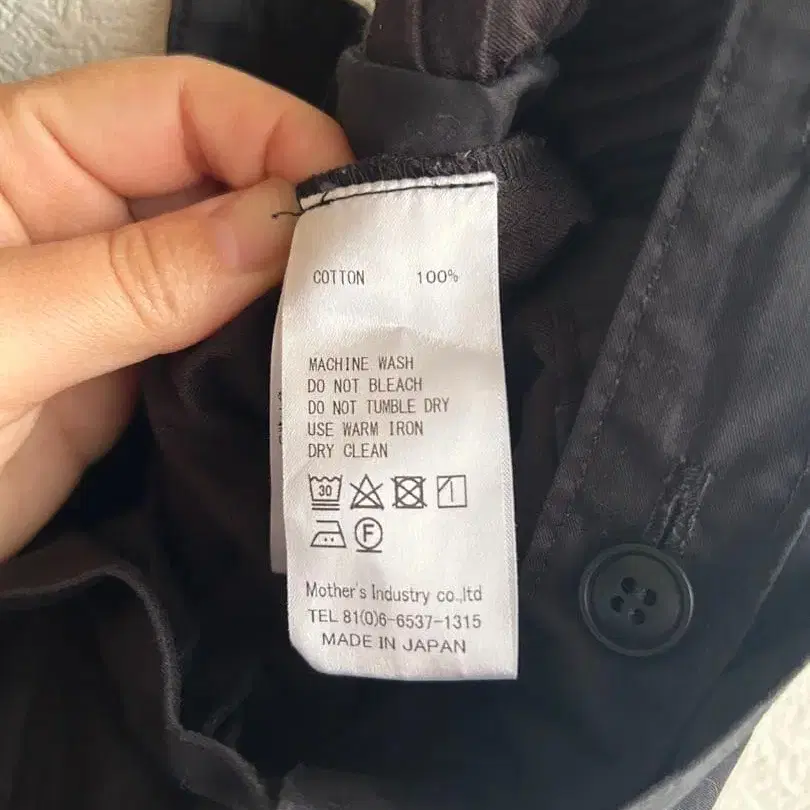 COTTON 100%
MACHINE WASH
DO NOT BLEACH
DO NOT TUMBLE DRY
USE WARM IRON
DRY CLEAN
30
F
Mother's Industry co.,ltd
TEL 81(0)6-6537-1315
MADE IN JAPAN